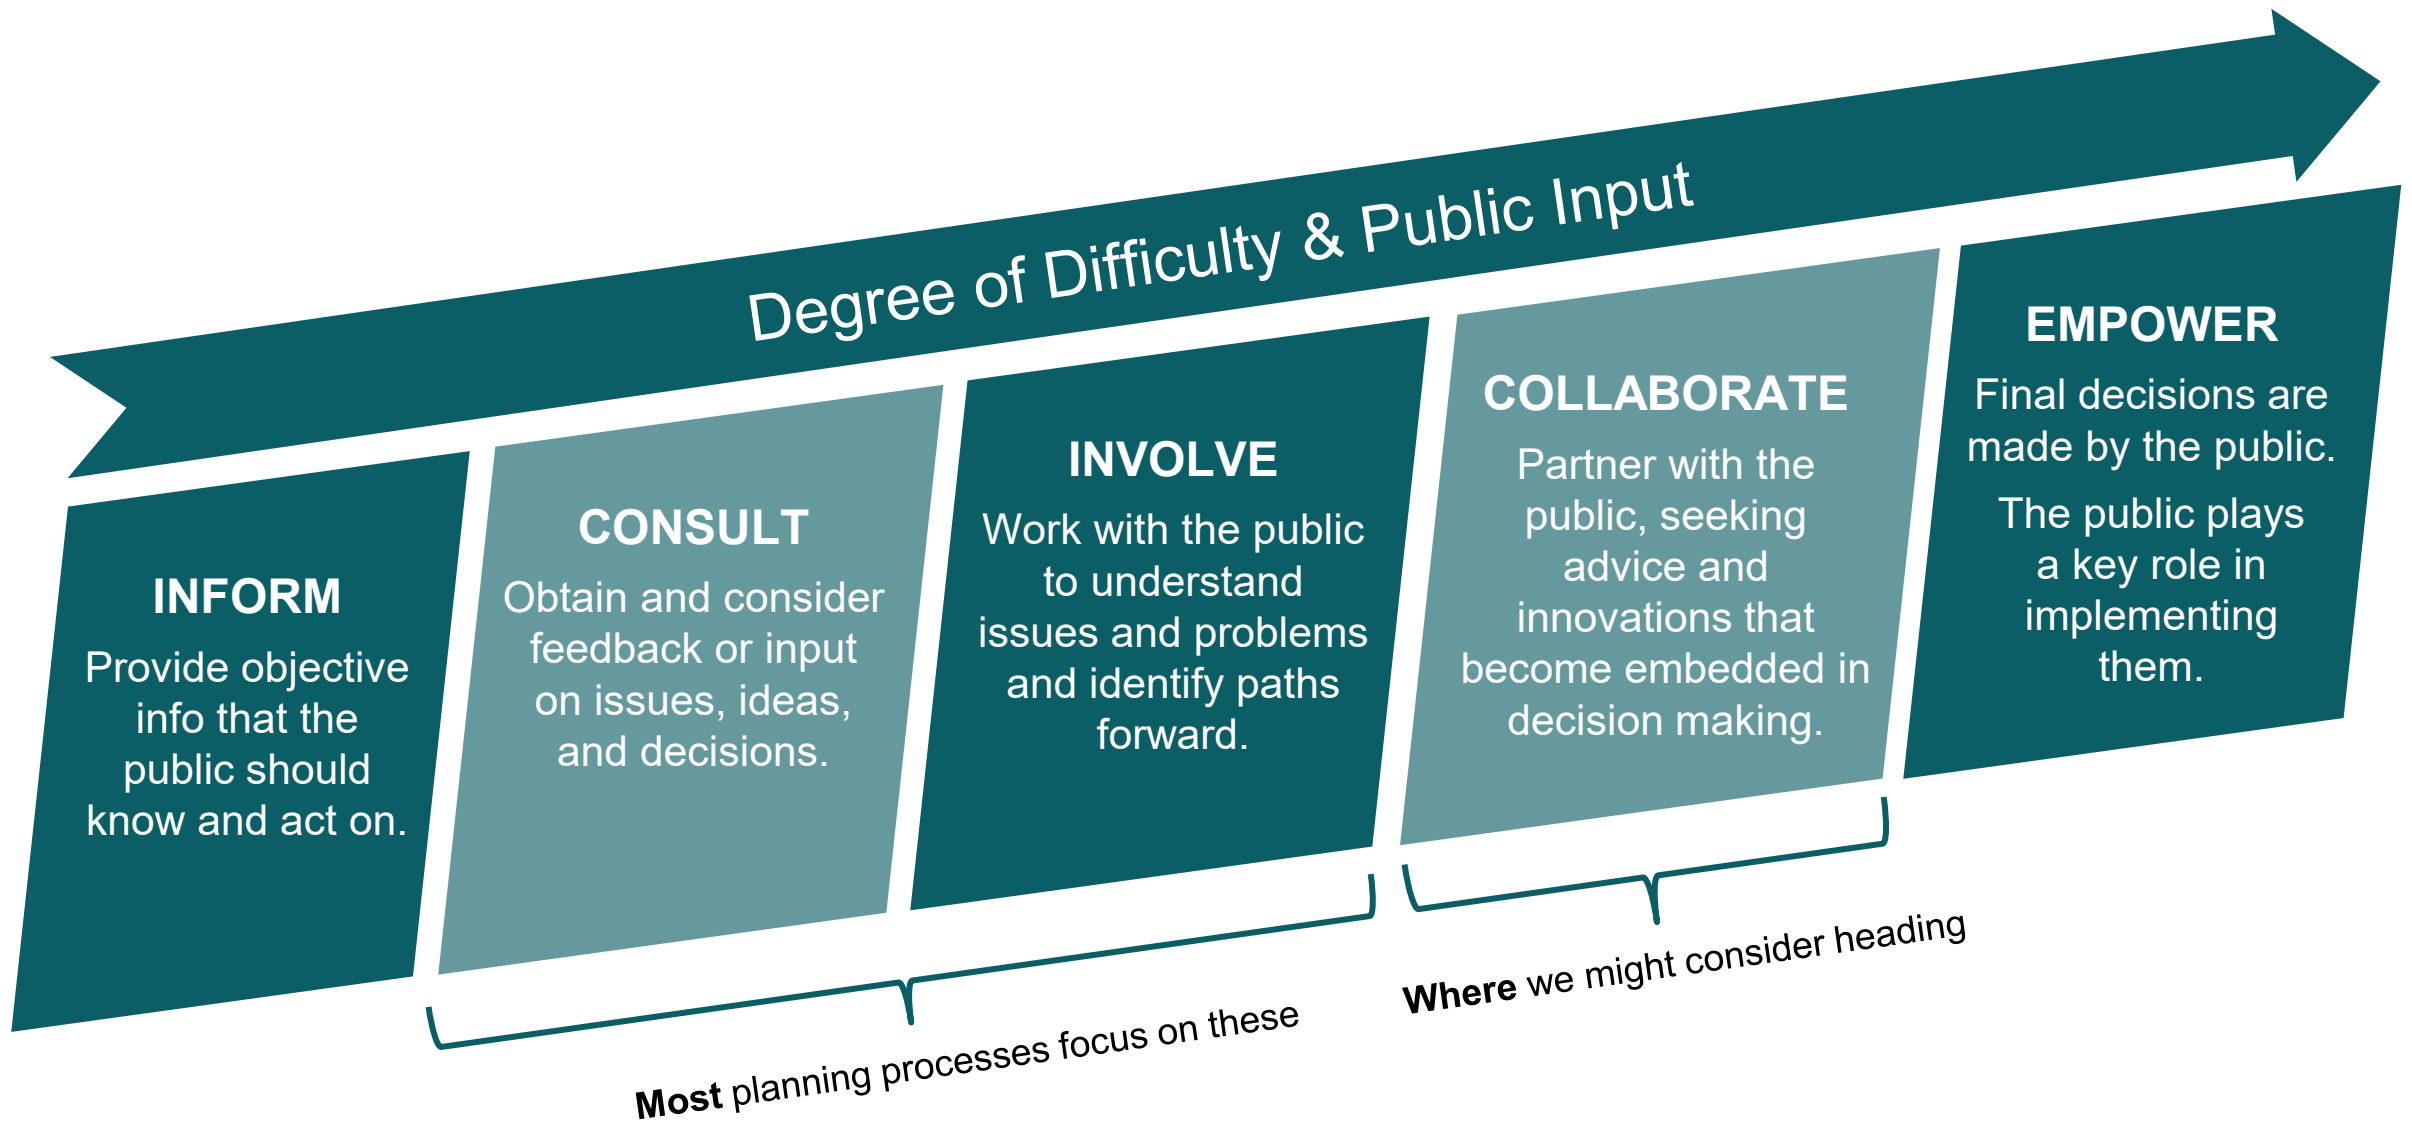 Degree of Difficulty & Public Input
INFORM
Provide objective
info that the
public should
know and act on.
CONSULT
Obtain and consider
feedback or input
on issues, ideas,
and decisions.
INVOLVE
Work with the public
to understand
issues and problems
and identify paths
forward.
COLLABORATE
Partner with the
public, seeking
advice and
innovations that
become embedded in
decision making.
EMPOWER
Final decisions are
made by the public.
The public plays
a key role in
implementing
them.
Most planning processes focus on these
Where we might consider heading